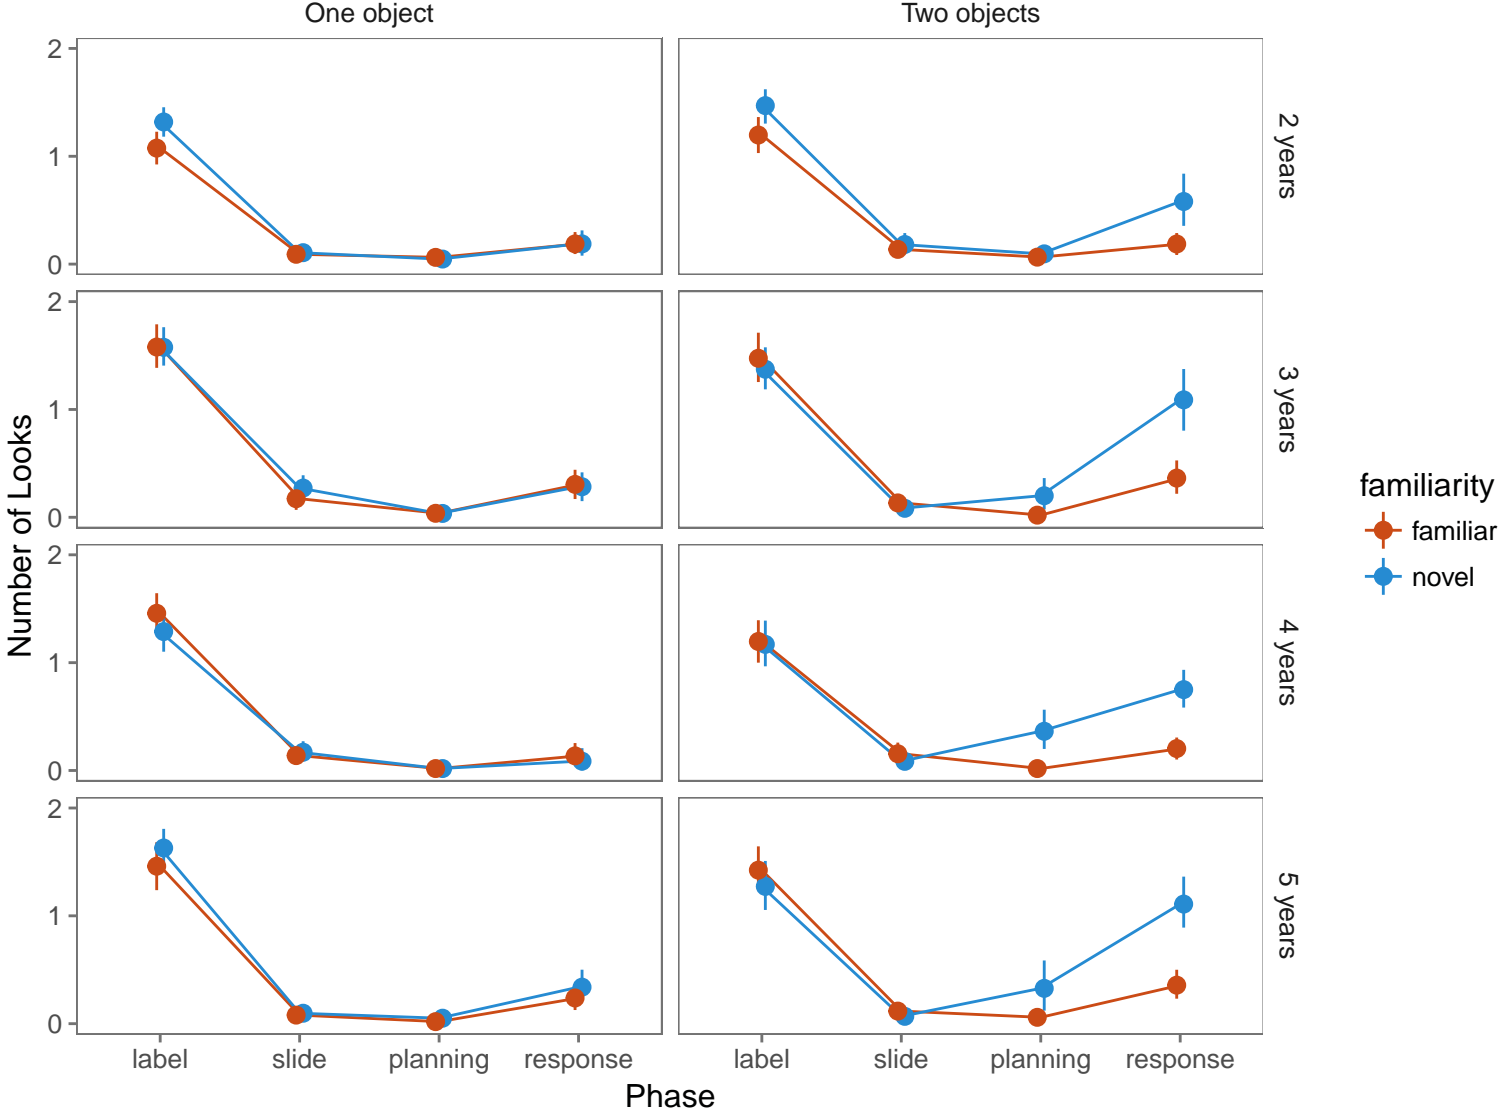 One object
Two objects
2
1
0
2 years
2
1
0
3 years
2
1
0
4 years
2
1
0
5 years
label
slide
planning
response
label
slide
planning
response
Phase
Number of Looks
familiarity
familiar
novel